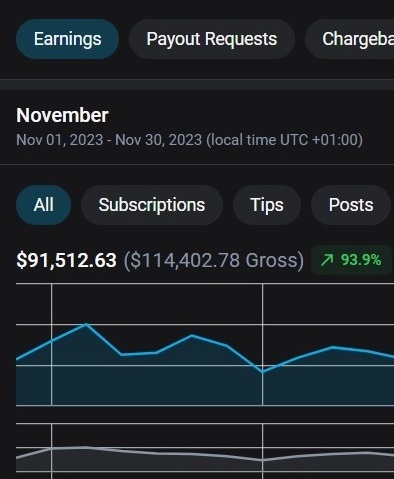 Earnings Payout Requests Chargeba
November
Nov 01, 2023 - Nov 30, 2023 (local time UTC +01:00)
All Subscriptions Tips Posts
$91,512.63 ($114,402.78 Gross) ↗ 93.9%